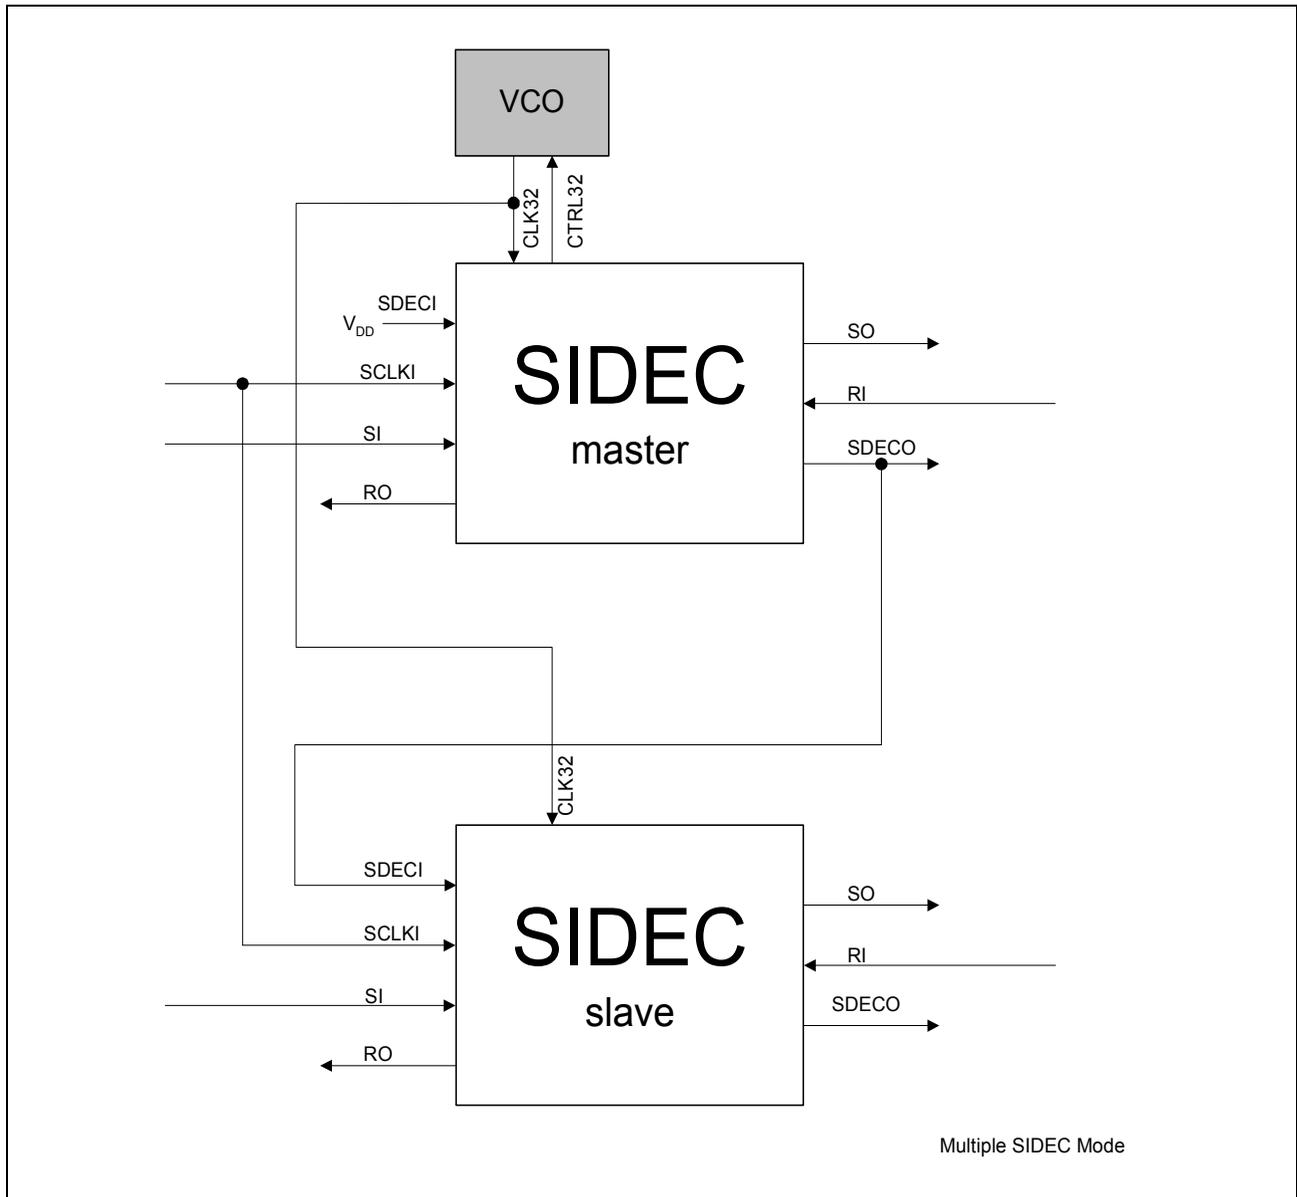 VCO
CLK32
CTRL32
SDECI
VDD
SCLKI
SI
RO
SIDEC
master
SO
RI
SDECO
CLK32
SDECI
SCLKI
SI
RO
SIDEC
slave
SO
RI
SDECO
Multiple SIDEC Mode